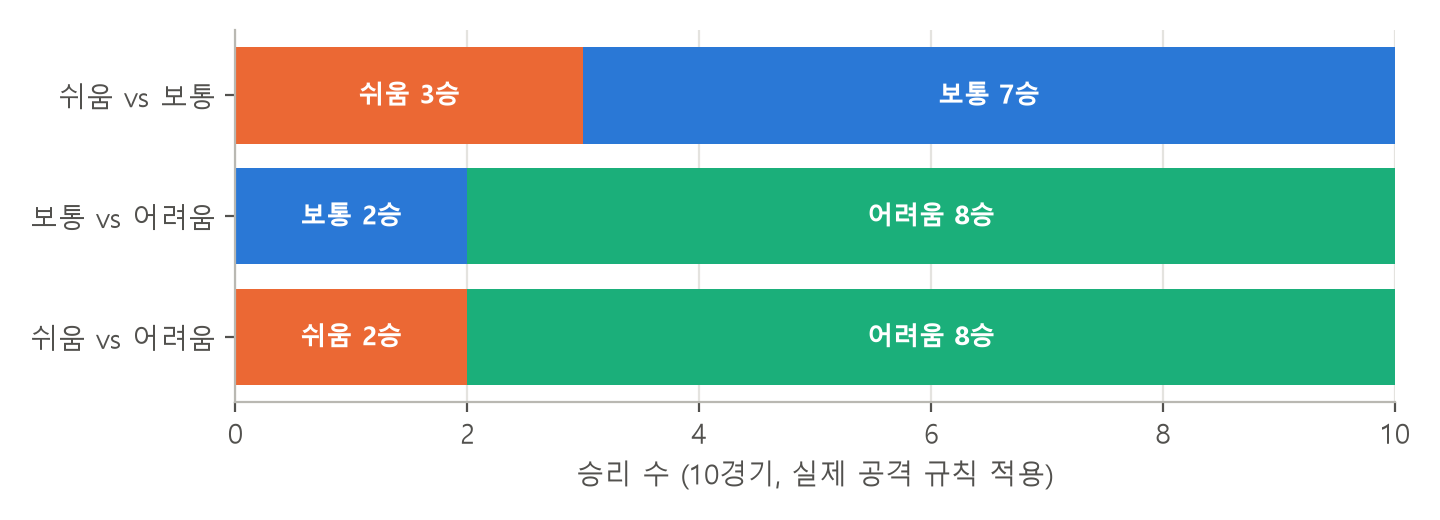 쉬움 vs 보통
쉬움 3승
보통 7승
보통 vs 어려움
보통 2승
어려움 8승
쉬움 vs 어려움
쉬움 2승
어려움 8승
0 2 4 6 8 10
승리 수 (10경기, 실제 공격 규칙 적용)